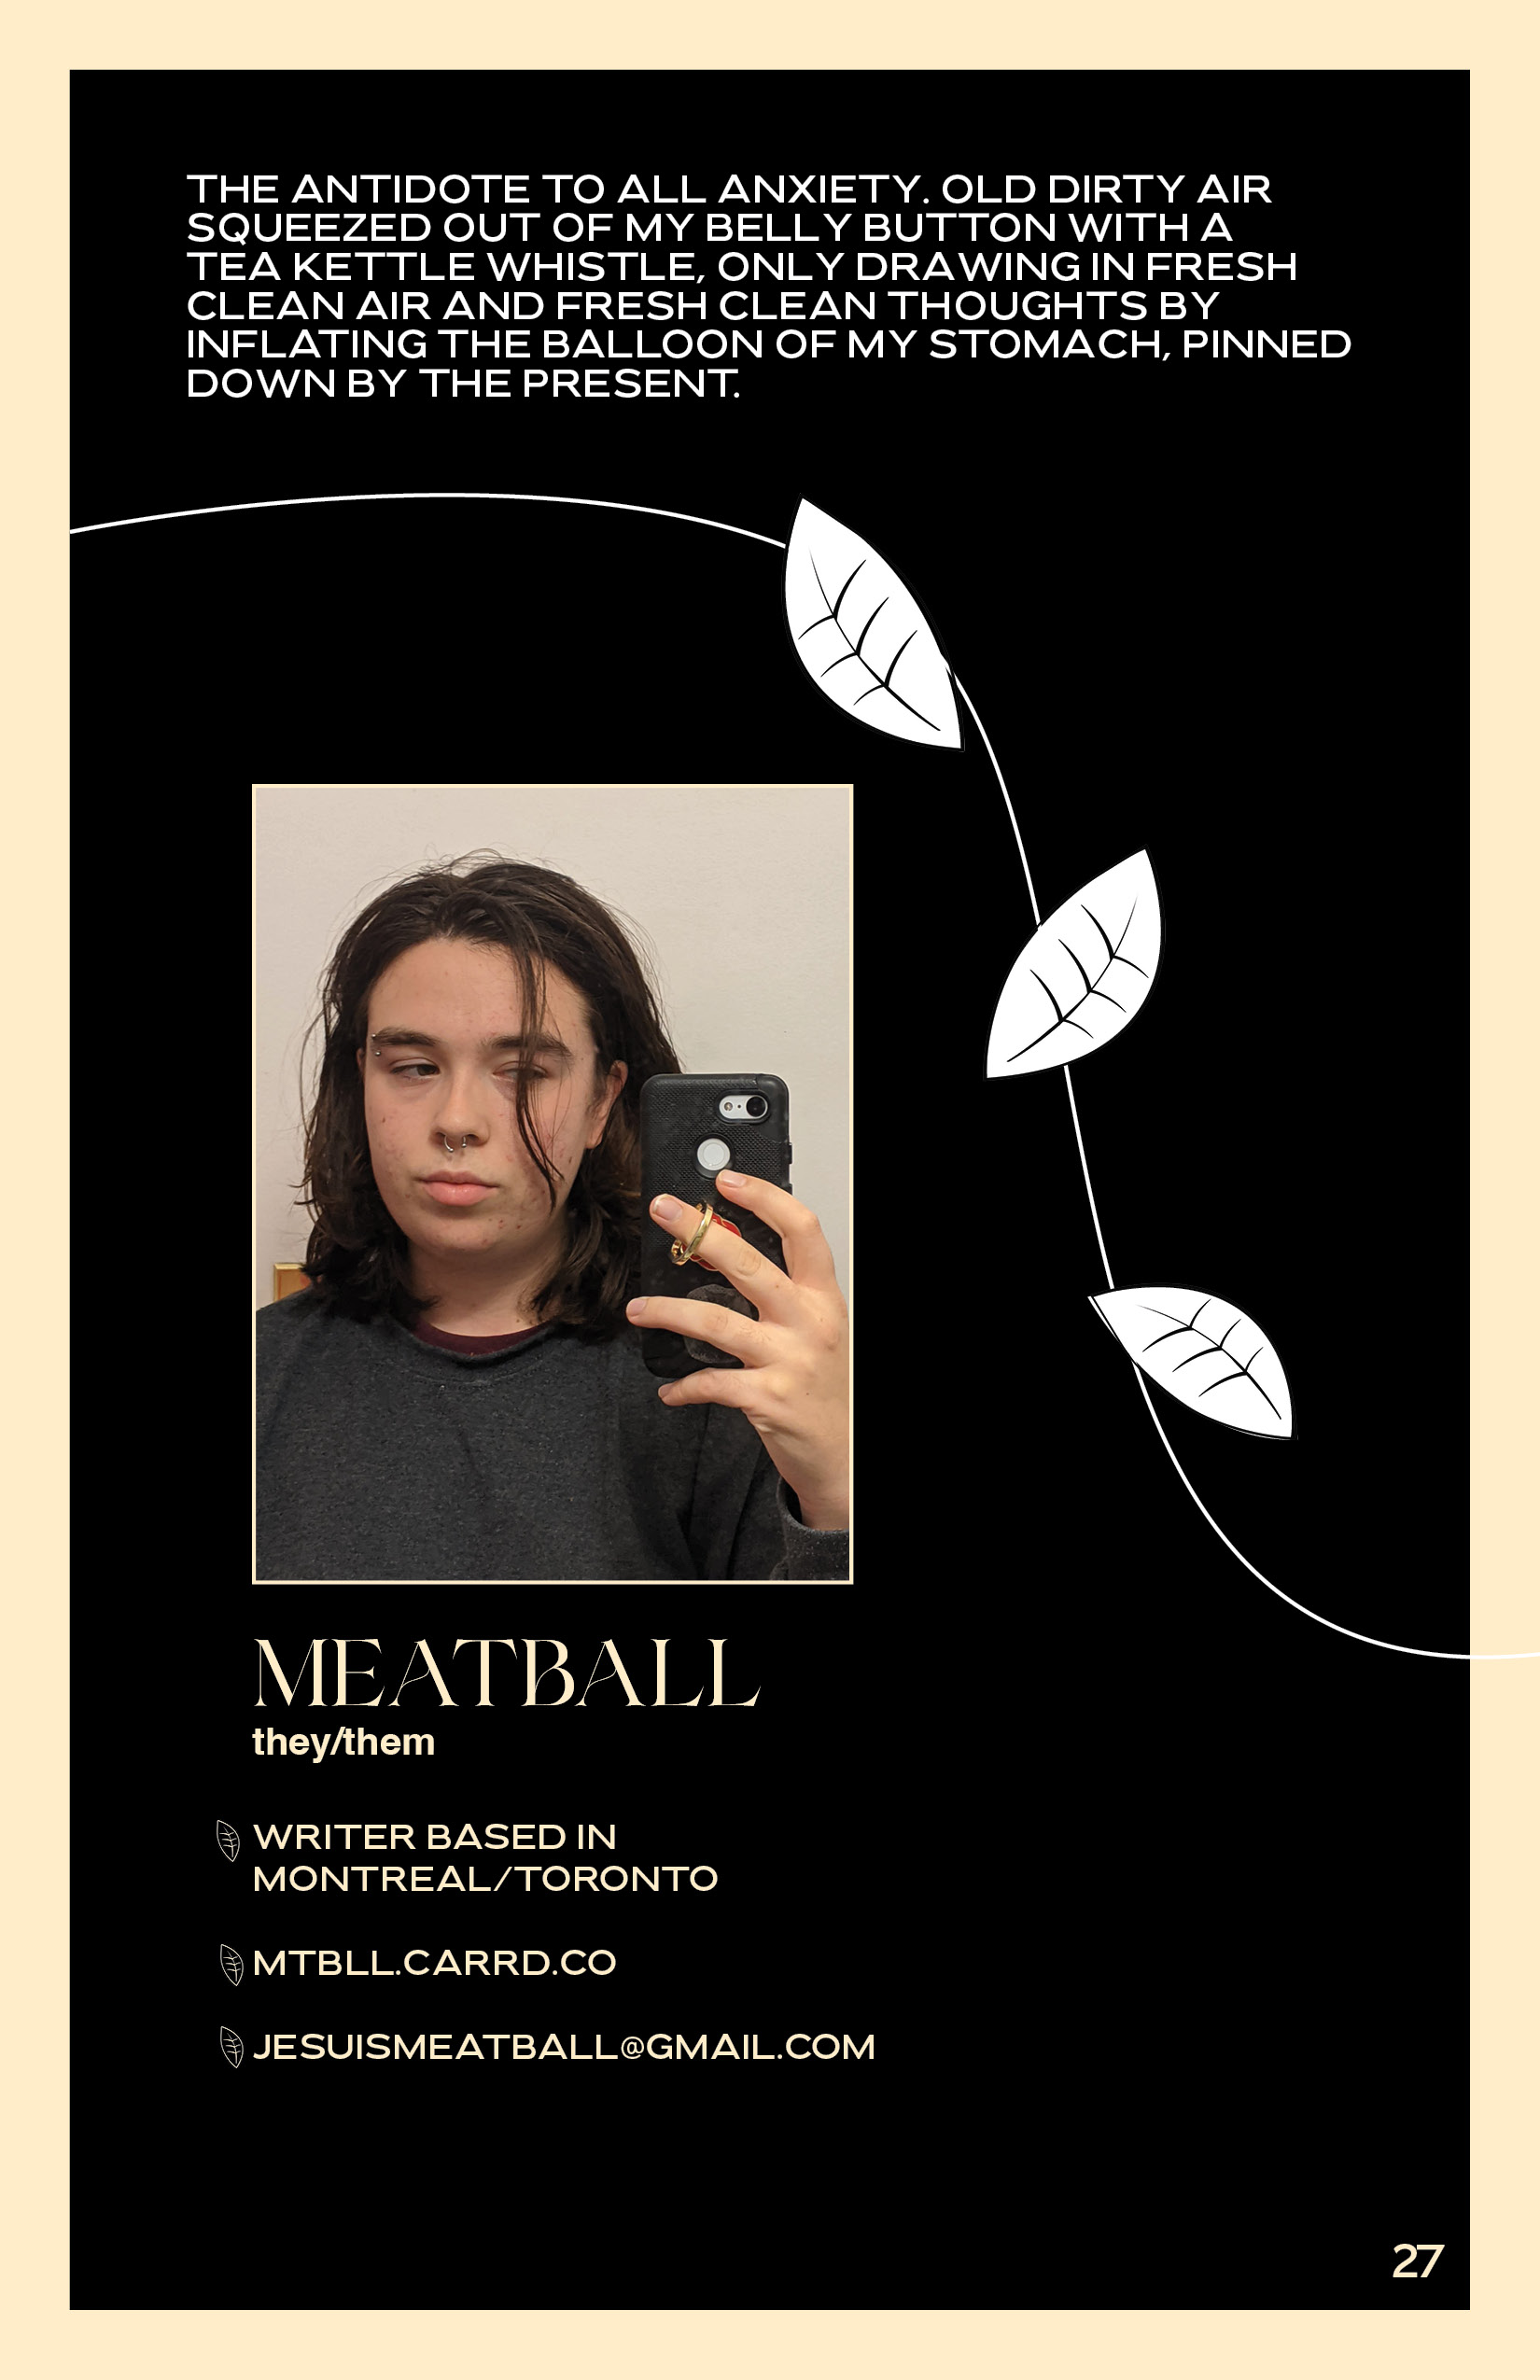 THE ANTIDOTE TO ALL ANXIETY. OLD DIRTY AIR
SQUEEZED OUT OF MY BELLY BUTTON WITH A
TEA KETTLE WHISTLE, ONLY DRAWING IN FRESH
CLEAN AIR AND FRESH CLEAN THOUGHTS BY
INFLATING THE BALLOON OF MY STOMACH, PINNED
DOWN BY THE PRESENT.
MEATBALL
they/them
WRITER BASED IN
MONTREAL/TORONTO
MTBLL.CARRD.CO
JESUISMEATBALL@GMAIL.COM
27